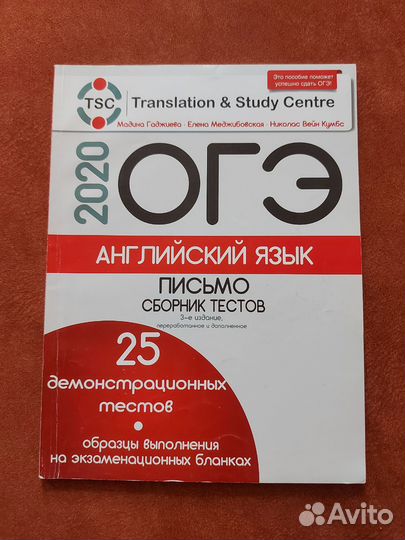 Это пособие поможет
успешно сдать ОГЭ!
TSC Translation & Study Centre
Мадина Гаджиева · Елена Меджибовская · Николас Вейн Кумбс
2020
ОГЭ
АНГЛИЙСКИЙ ЯЗЫК
ПИСЬМО
СБОРНИК ТЕСТОВ
3-е издание,
переработанное и дополненное
25
демонстрационных
тестов
•
образцы выполнения
на экзаменационных бланках
Avito